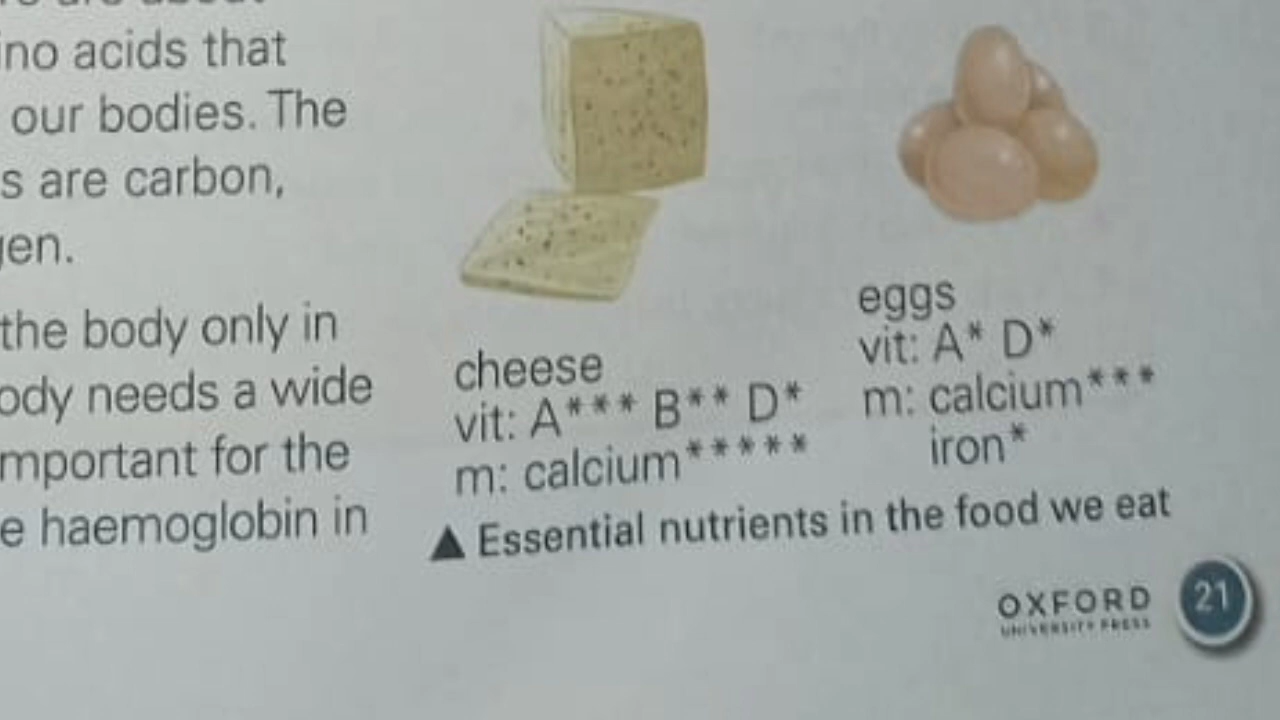 ino acids that
our bodies. The
s are carbon,
gen.
the body only in
ody needs a wide
mportant for the
e haemoglobin in
cheese
vit: A*** B** D*
m: calcium*****
eggs
vit: A* D*
m: calcium***
iron*
▲ Essential nutrients in the food we eat
OXFORD
UNIVERSITY PRESS
21